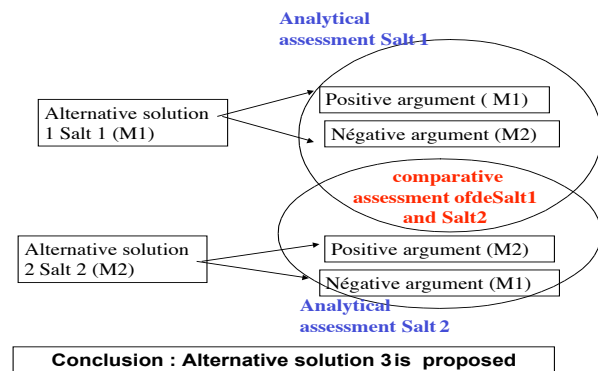 Analytical
assessment Salt 1
Positive argument ( M1)
Alternative solution
1 Salt 1 (M1)
Négative argument (M2)
comparative
assessment ofdeSalt1
and Salt2
Alternative solution
2 Salt 2 (M2)
Positive argument (M2)
Négative argument (M1)
Analytical
assessment Salt 2
Conclusion : Alternative solution 3 is proposed